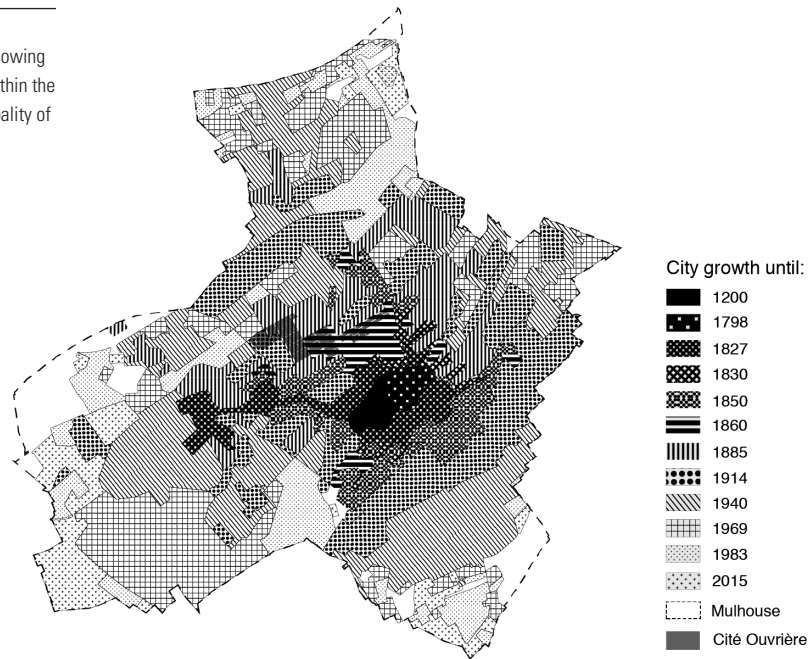 owing
thin the
ality of
City growth until:
1200
1798
1827
1830
1850
1860
1885
1914
1940
1969
1983
2015
Mulhouse
Cité Ouvrière